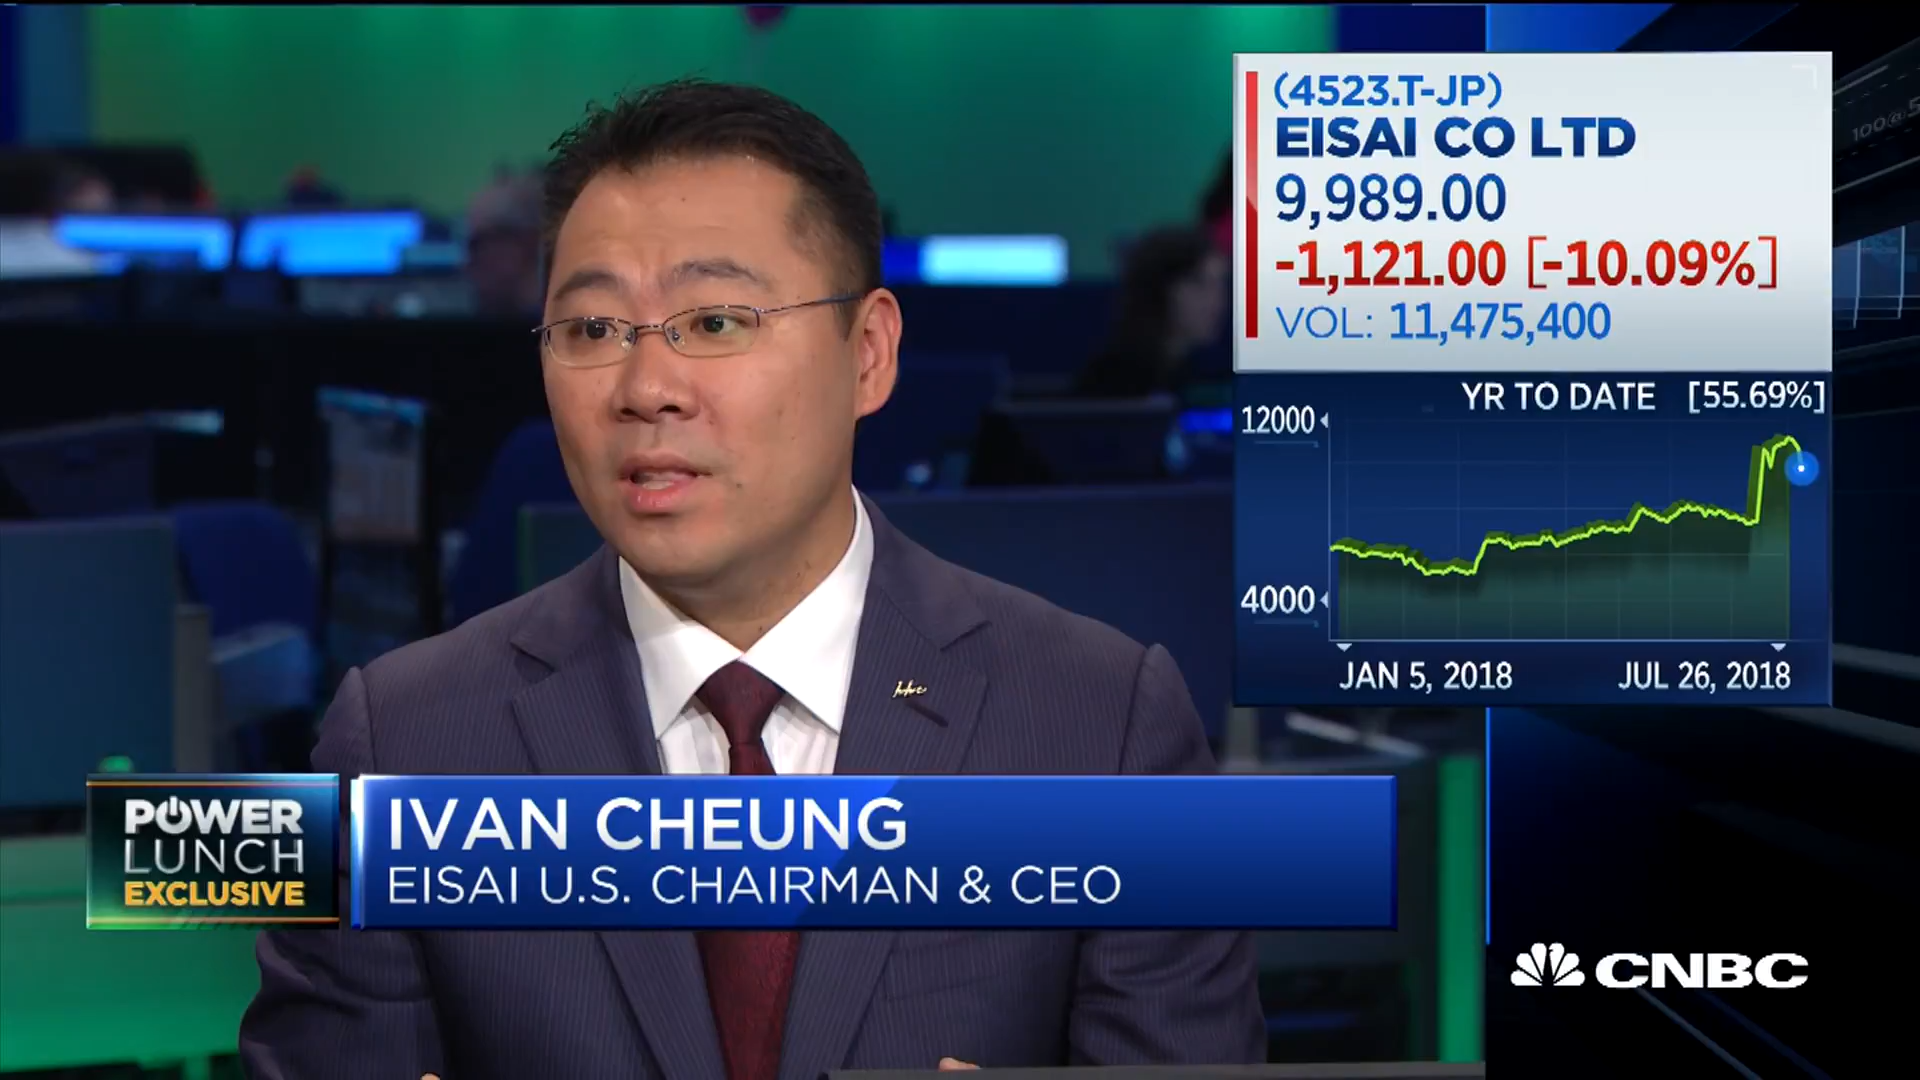 (4523.T-JP)
EISAI CO LTD
9,989.00
-1,121.00 [-10.09%]
VOL: 11,475,400
YR TO DATE [55.69%]
12000
4000
JAN 5, 2018 JUL 26, 2018
POWER
LUNCH
EXCLUSIVE
IVAN CHEUNG
EISAI U.S. CHAIRMAN & CEO
CNBC
hhc